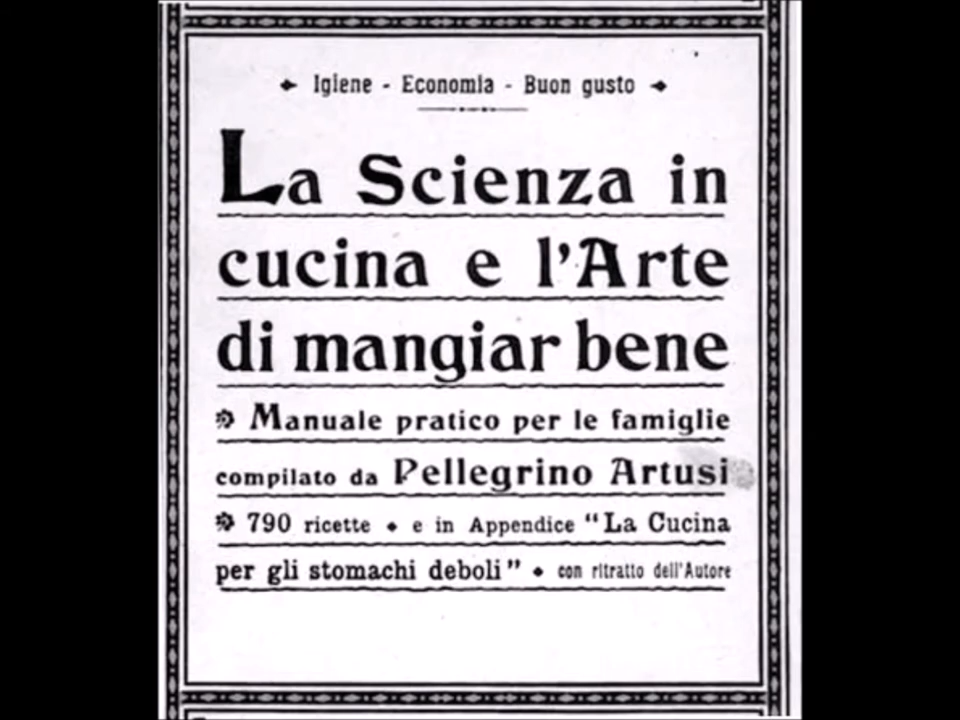 Igiene - Economia - Buon gusto
La Scienza in
cucina e l'Arte
di mangiar bene
Manuale pratico per le famiglie
compilato da Pellegrino Artusi
790 ricette • e in Appendice "La Cucina
per gli stomachi deboli" • con ritratto dell'Autore